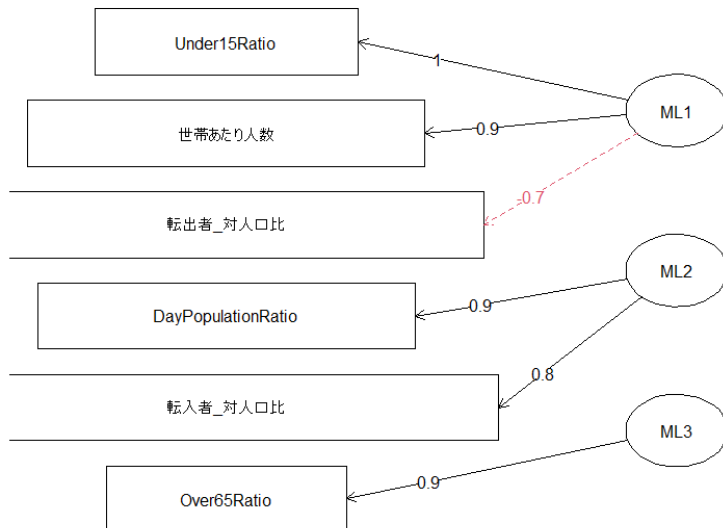 Under15Ratio
1
ML1
世帯あたり人数
0.9
-0.7
転出者_対人口比
ML2
DayPopulationRatio
0.9
0.8
転入者_対人口比
ML3
0.9
Over65Ratio